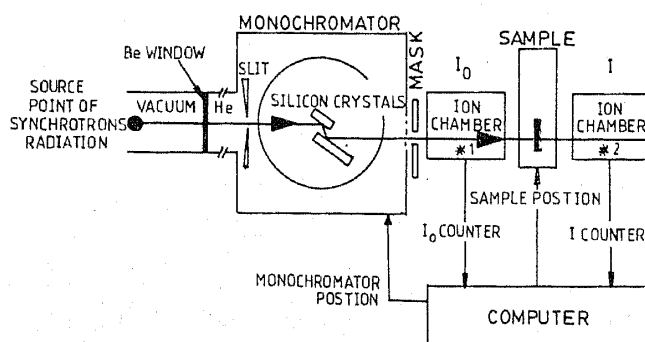 MONOCHROMATOR
Be WINDOW
SLIT
MASK
I₀
SAMPLE
I
SOURCE
POINT OF
SYNCHROTRONS
RADIATION
VACUUM
He
SILICON CRYSTALS
ION
CHAMBER
*1
ION
CHAMBER
*2
SAMPLE POSTION
I₀ COUNTER
I COUNTER
MONOCHROMATOR
POSTION
COMPUTER